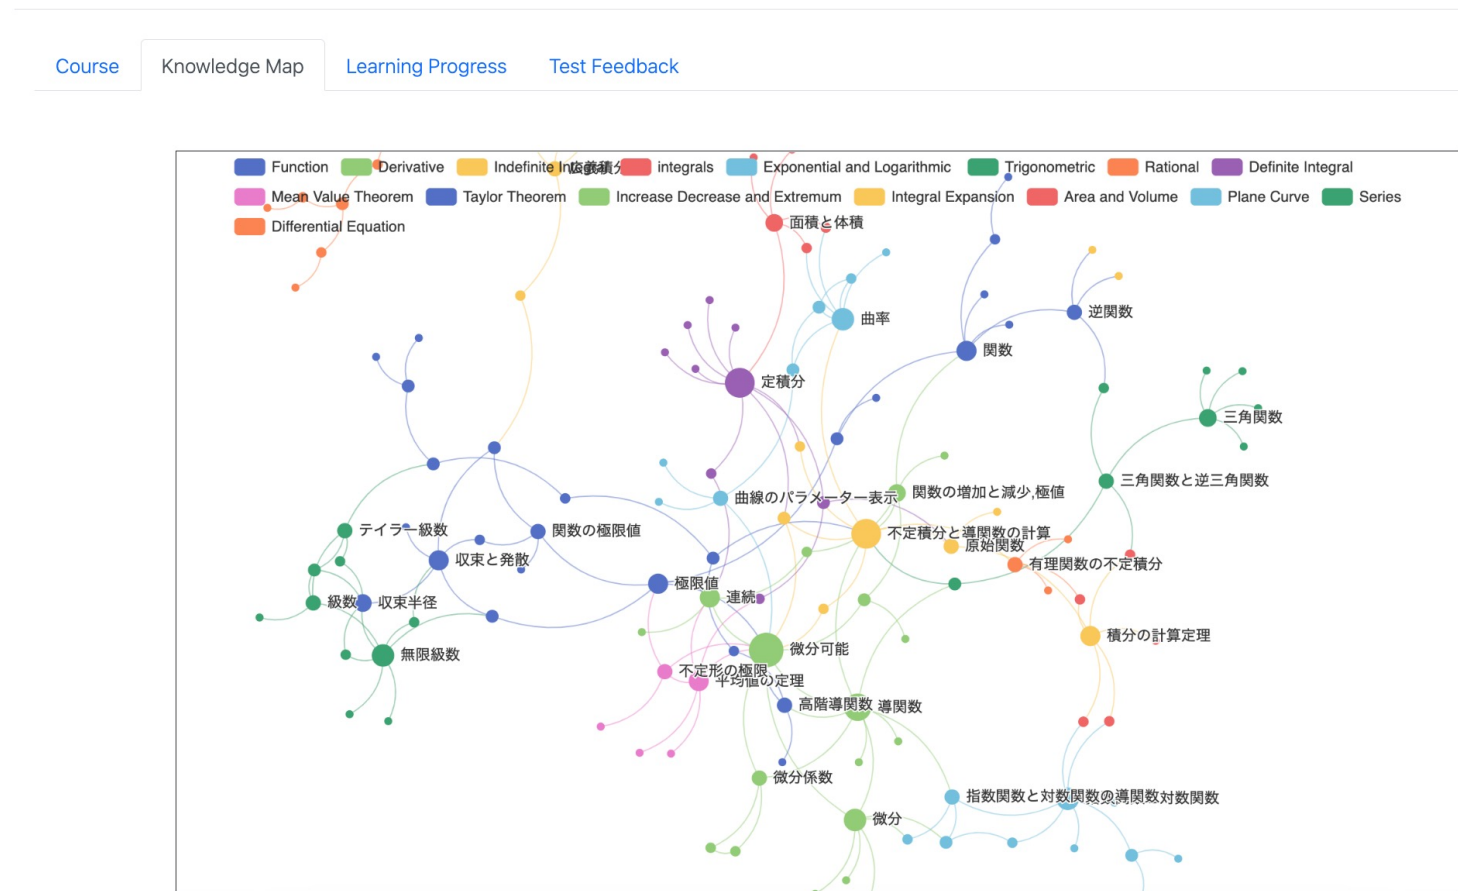 Course Knowledge Map Learning Progress Test Feedback
Function Derivative Indefinite Integral integrals Exponential and Logarithmic Trigonometric Rational Definite Integral
Mean Value Theorem Taylor Theorem Increase Decrease and Extremum Integral Expansion Area and Volume Plane Curve Series
Differential Equation
面積と体積
曲率
逆関数
関数
定積分
三角関数
三角関数と逆三角関数
関数の増加と減少,極値
曲線のパラメーター表示
テイラー級数
関数の極限値
不定積分と導関数の計算
原始関数
収束と発散
有理関数の不定積分
極限値
連続
級数
収束半径
積分の計算定理
微分可能
無限級数
不定形の極限
平均値の定理
高階導関数
導関数
微分係数
指数関数と対数関数の導関数
対数関数
微分